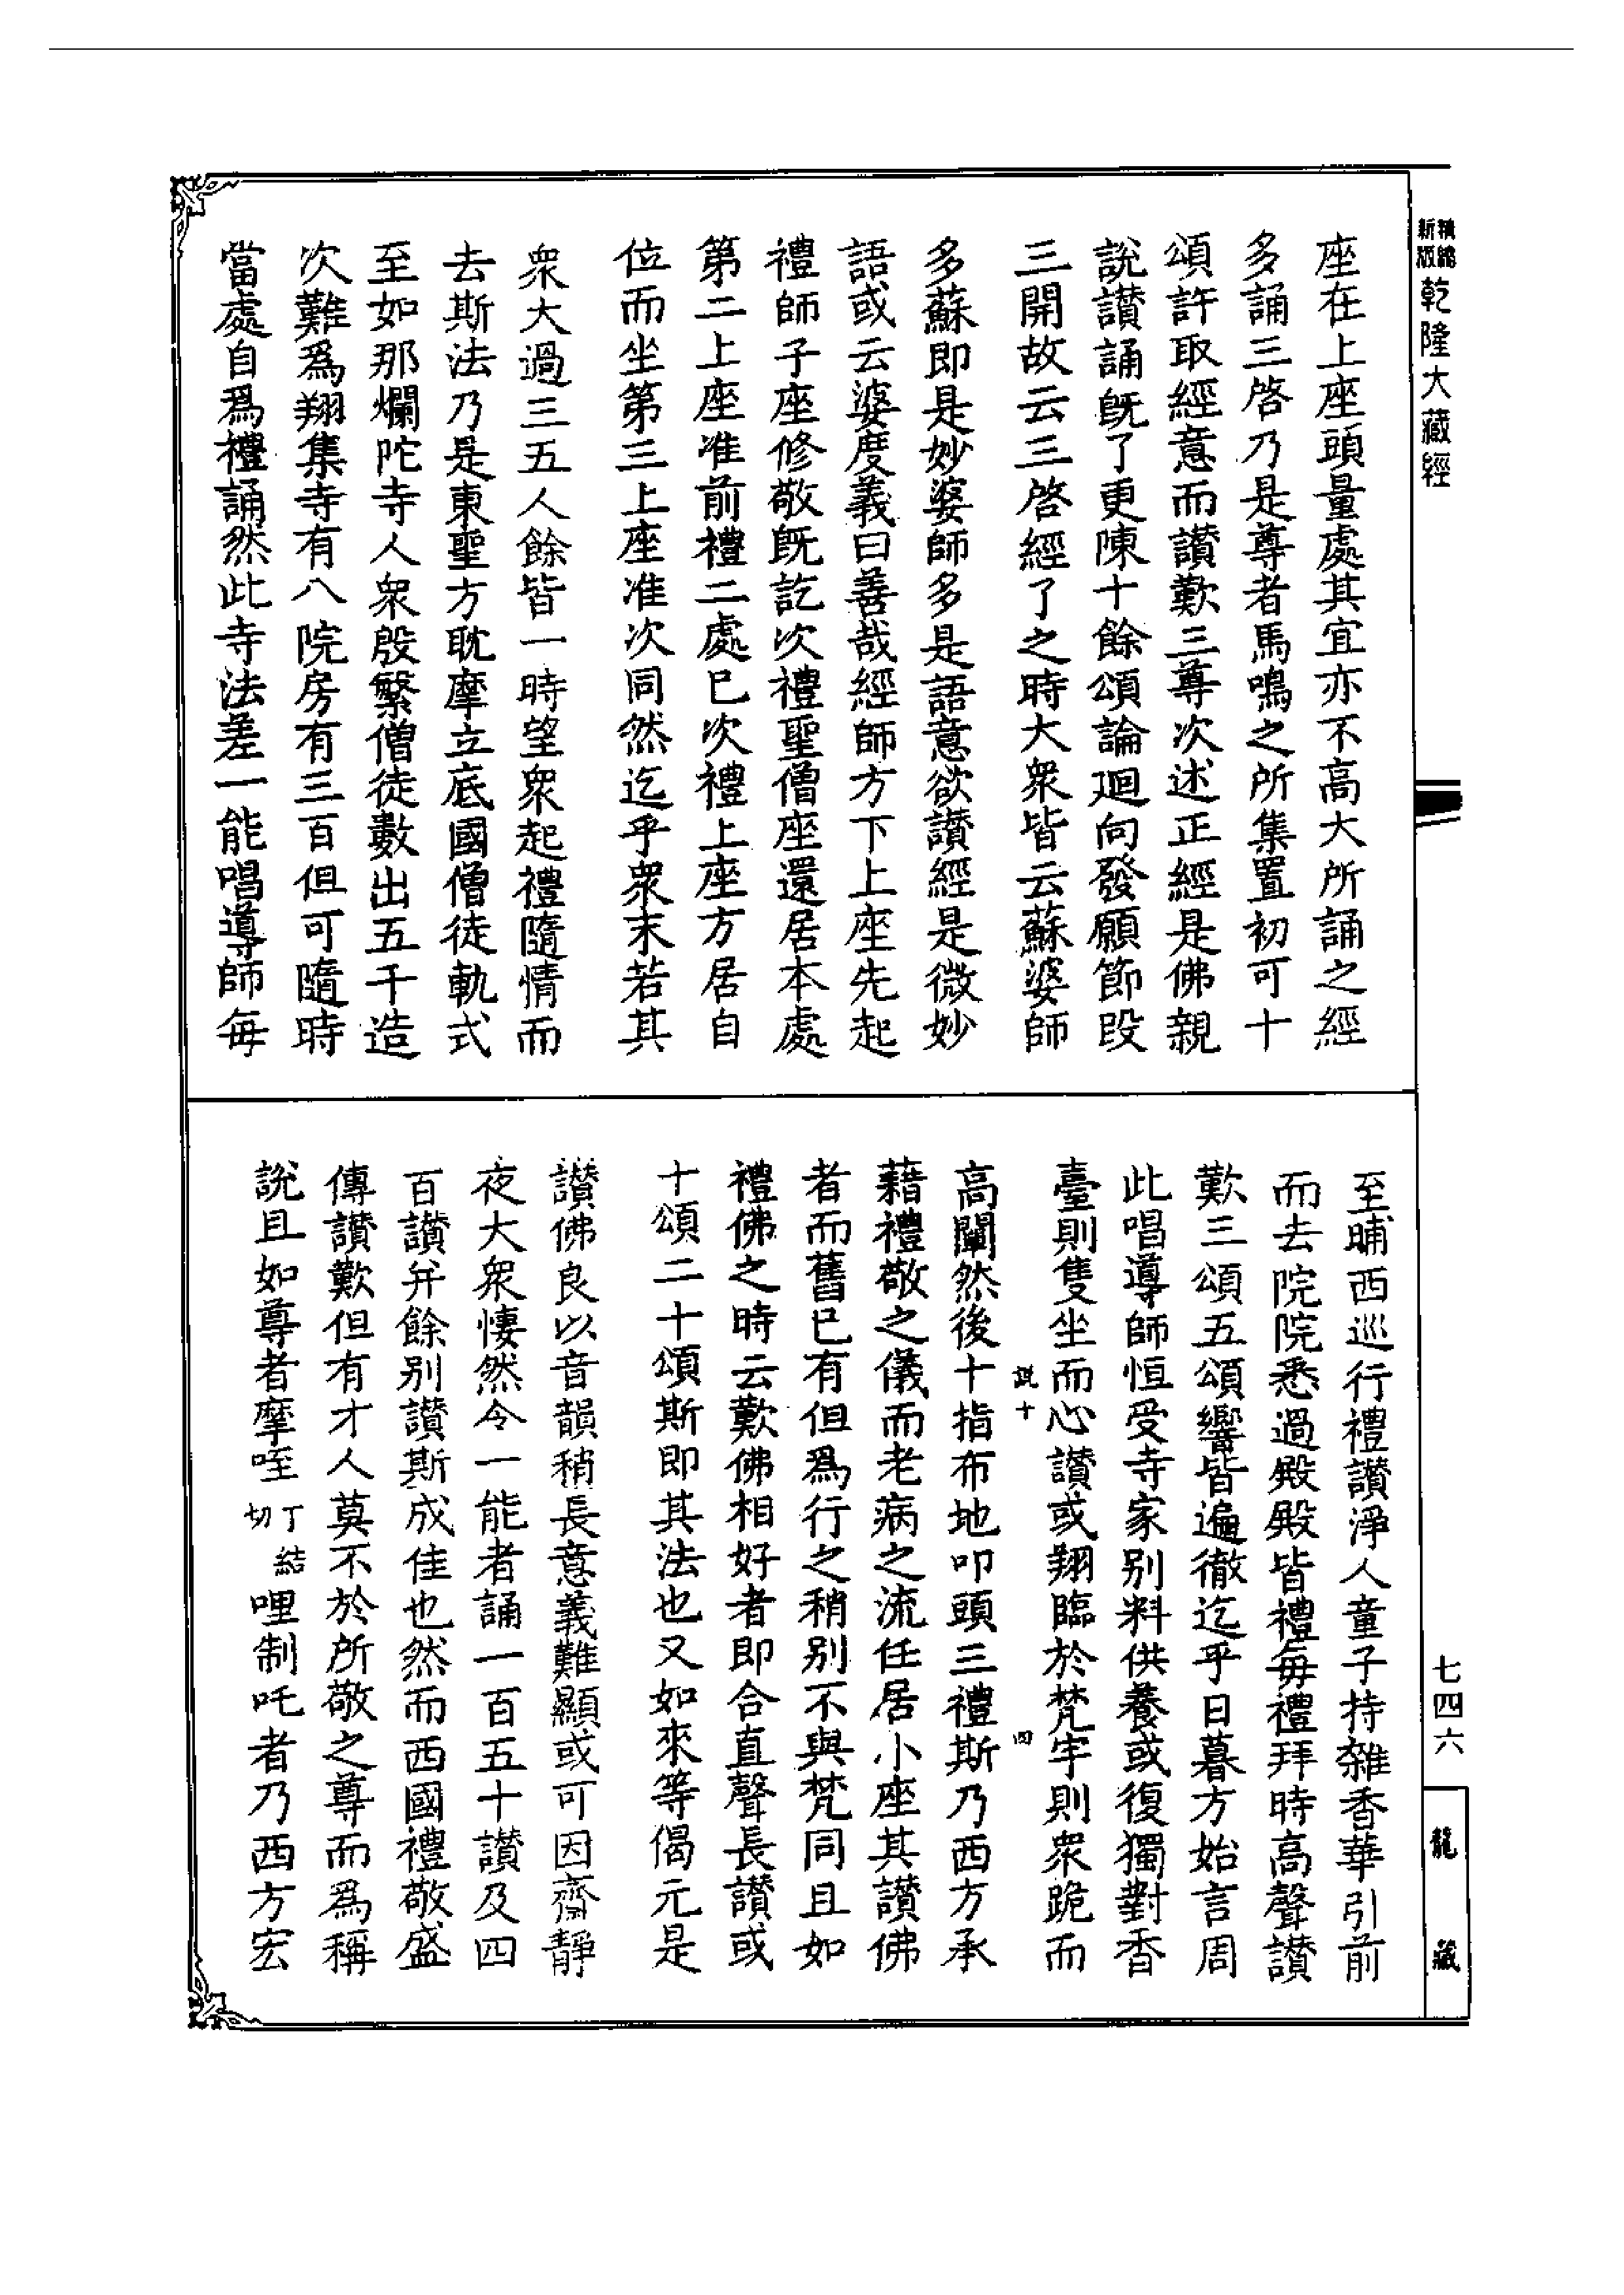 新版精縮
乾隆大藏經
座在上座頭量處其宜亦不高大所誦之經
多誦三啓乃是尊者馬鳴之所集置初可十
頌許取經意而讃歎三尊次述正經是佛親
說讃誦旣了更陳十餘頌論迴向發願節段
三開故云三啓經了之時大衆皆云蘇婆師
多蘇即是妙婆師多是語意欲讃經是微妙
語或云婆度義曰善哉經師方下上座先起
禮師子座修敬旣訖次禮聖僧座還居本處
第二上座准前禮二處已次禮上座方居自
位而坐第三上座准次同然迄乎衆末若其
衆大過三五人餘皆一時望衆起禮隨情而
去斯法乃是東聖方耽摩立底國僧徒軌式
至如那爛陀寺人衆殷繁僧徒數出五千造
次難爲翔集寺有八院房有三百但可隨時
當處自爲禮誦然此寺法差一能唱導師每
至晡西巡行禮讃淨人童子持雜香華引前
而去院院悉過殿殿皆禮每禮拜時高聲讃
歎三頌五頌響皆遍徹迄乎日暮方始言周
此唱導師恒受寺家別料供養或復獨對香
臺則隻坐而心讃或翔臨於梵宇則衆跪而
說十
四
高闡然後十指布地叩頭三禮斯乃西方承
藉禮敬之儀而老病之流任居小座其讃佛
者而舊已有但爲行之稍別不與梵同且如
禮佛之時云歎佛相好者即合直聲長讃或
十頌二十頌斯即其法也又如來等偈元是
讃佛良以音韻稍長意義難顯或可因齋靜
夜大衆悽然令一能者誦一百五十讃及四
百讃幷餘別讃斯成佳也然而西國禮敬盛
傳讃歎但有才人莫不於所敬之尊而爲稱
說且如尊者摩咥丁結切哩制吒者乃西方宏
七四六
龍藏